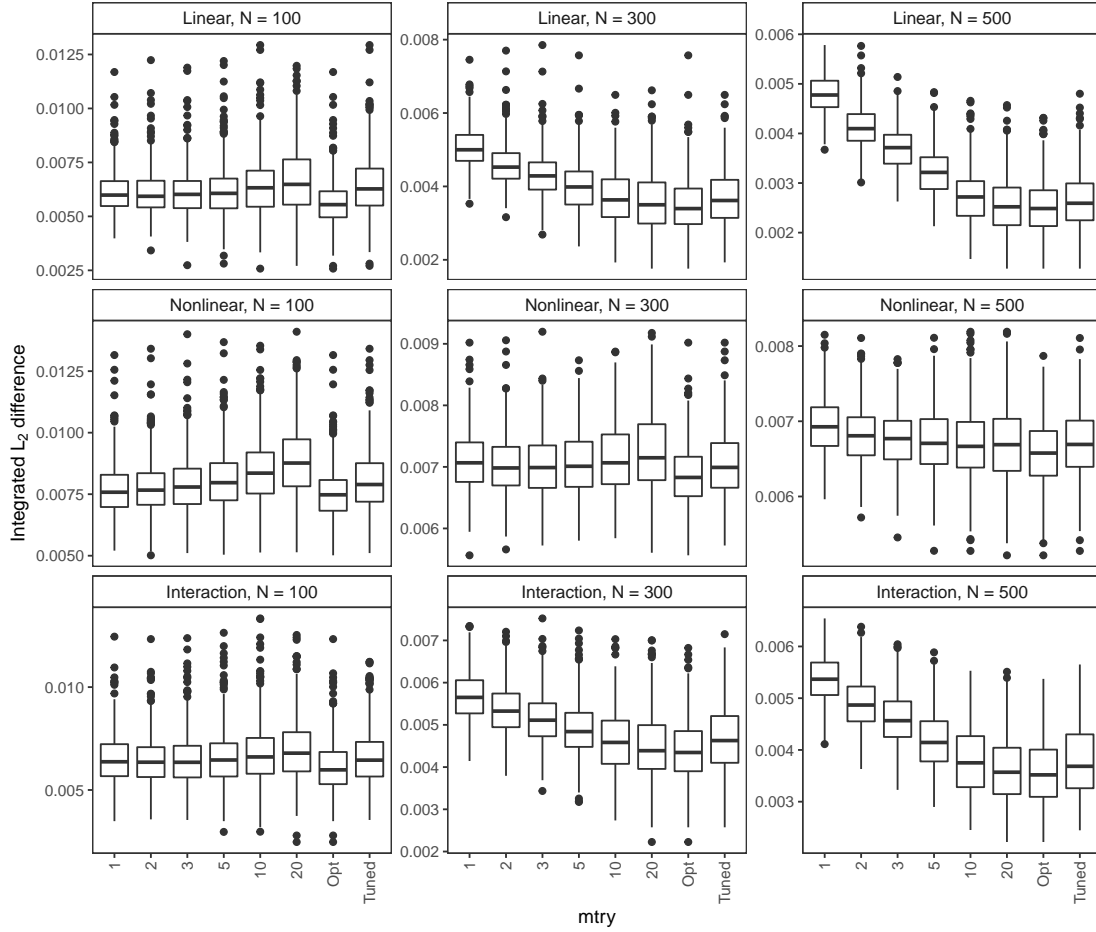 Linear, N = 100
Linear, N = 300
Linear, N = 500
0.0125
0.0100
0.0075
0.0050
0.0025
0.008
0.006
0.004
0.002
0.006
0.005
0.004
0.003
0.002
Nonlinear, N = 100
Nonlinear, N = 300
Nonlinear, N = 500
0.0125
0.0100
0.0075
0.0050
0.009
0.008
0.007
0.006
0.008
0.007
0.006
Integrated L2 difference
Interaction, N = 100
Interaction, N = 300
Interaction, N = 500
0.010
0.005
0.007
0.006
0.005
0.004
0.003
0.002
0.006
0.005
0.004
0.003
1 2 3 5 10 20 Opt Tuned
1 2 3 5 10 20 Opt Tuned
1 2 3 5 10 20 Opt Tuned
mtry